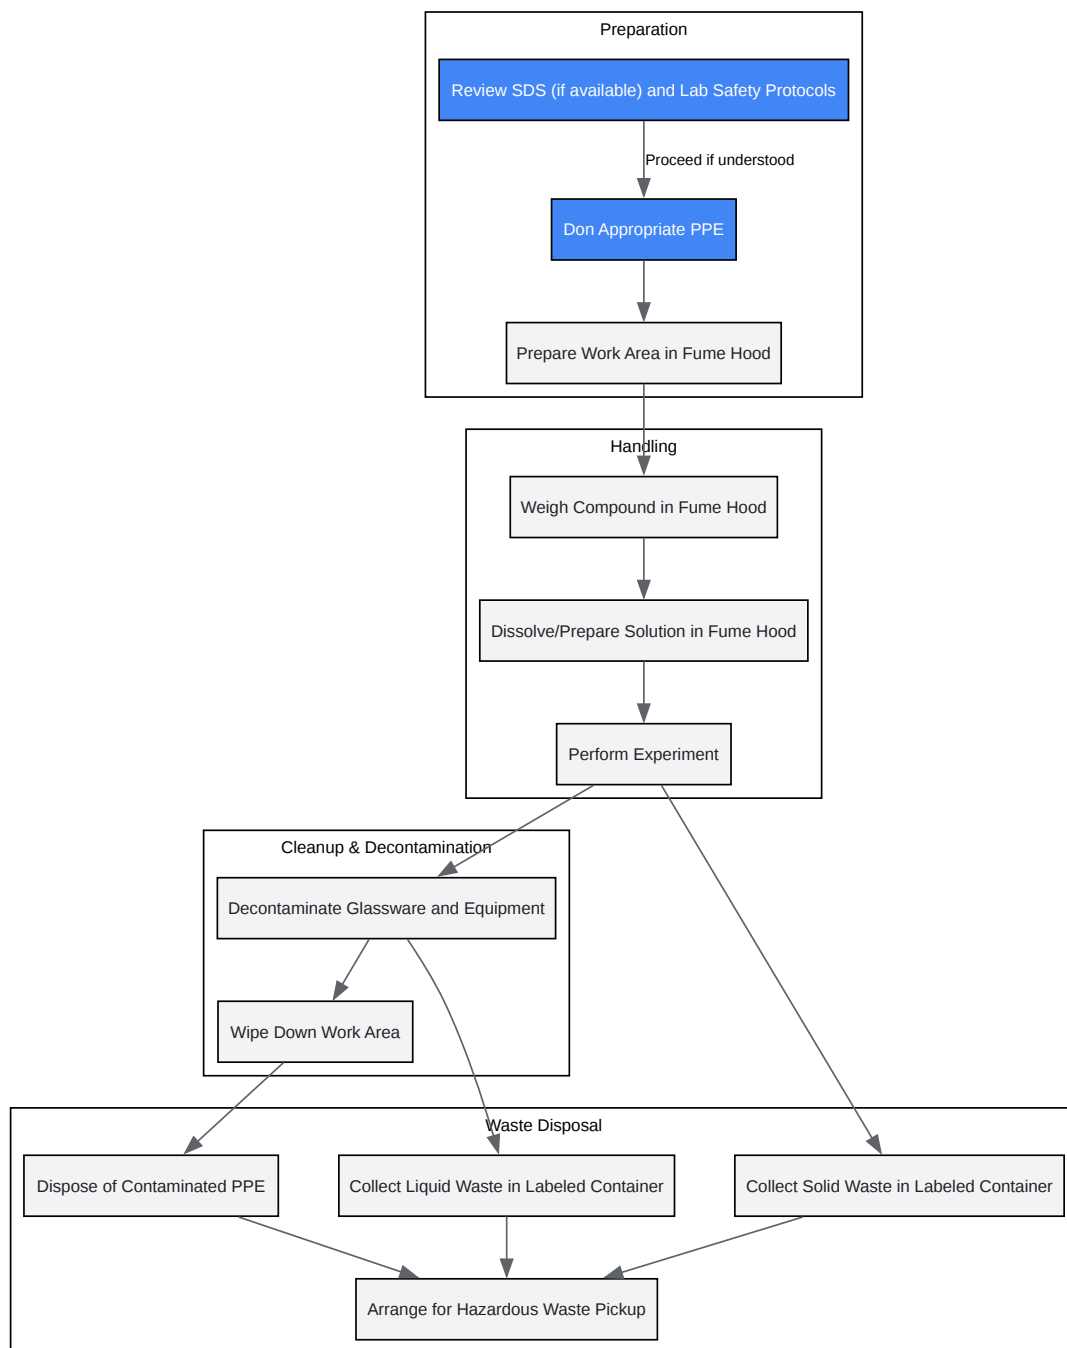 Preparation
Review SDS (if available) and Lab Safety Protocols
Proceed if understood
Don Appropriate PPE
Prepare Work Area in Fume Hood
Handling
Weigh Compound in Fume Hood
Dissolve/Prepare Solution in Fume Hood
Perform Experiment
Cleanup & Decontamination
Decontaminate Glassware and Equipment
Wipe Down Work Area
Waste Disposal
Dispose of Contaminated PPE
Collect Liquid Waste in Labeled Container
Collect Solid Waste in Labeled Container
Arrange for Hazardous Waste Pickup